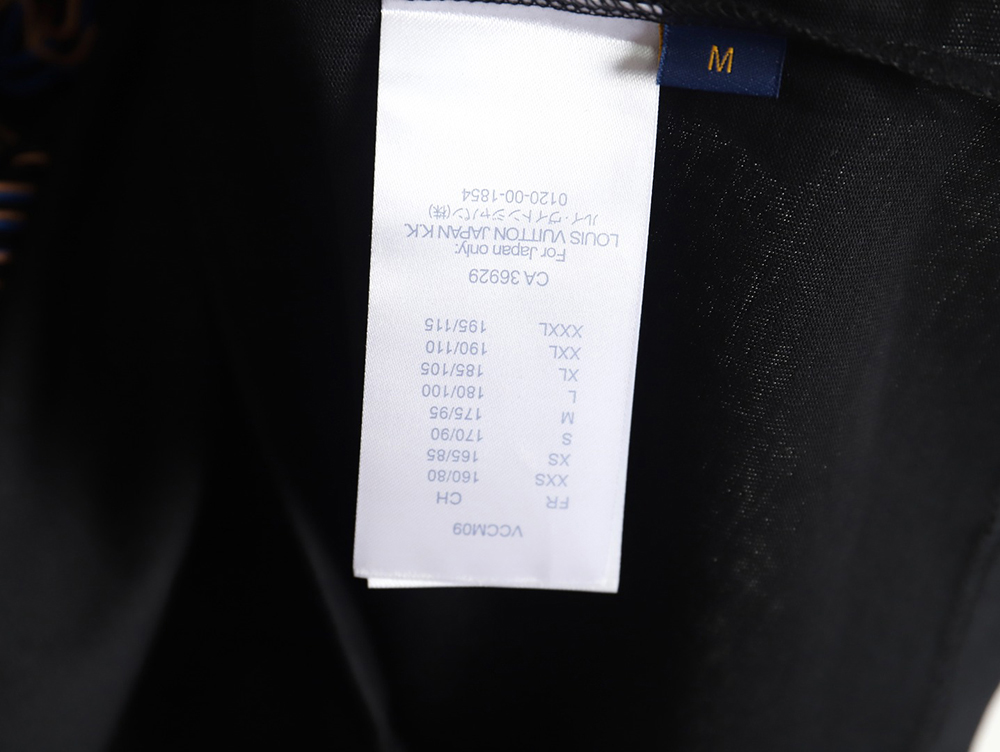 M
VCCM09
FR CH
XXS 160/80
XS 165/85
S 170/90
M 175/95
L 180/100
XL 185/105
XXL 190/110
XXXL 195/115
CA 36929
For Japan only:
LOUIS VUITTON JAPAN K.K.
ルイ・ヴィトンジャパン(株)
0120-00-1854